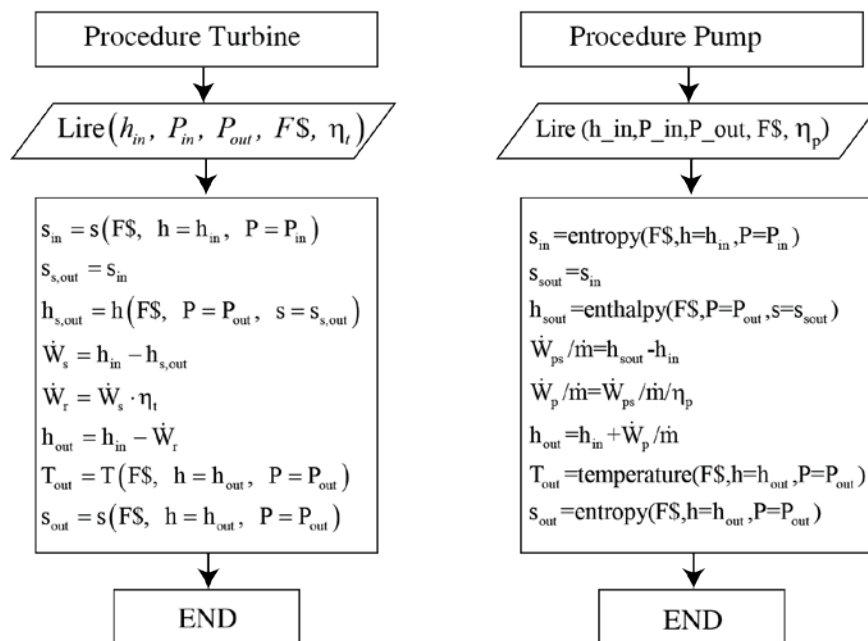 Procedure Turbine
Lire(h_in, P_in, P_out, F$, η_t)
s_in = s(F$, h = h_in, P = P_in)
s_s,out = s_in
h_s,out = h(F$, P = P_out, s = s_s,out)
Ẇ_s = h_in − h_s,out
Ẇ_r = Ẇ_s · η_t
h_out = h_in − Ẇ_r
T_out = T(F$, h = h_out, P = P_out)
s_out = s(F$, h = h_out, P = P_out)
END
Procedure Pump
Lire (h_in,P_in,P_out, F$, η_p)
s_in =entropy(F$,h=h_in,P=P_in)
s_sout =s_in
h_sout =enthalpy(F$,P=P_out,s=s_sout)
Ẇ_ps /ṁ=h_sout -h_in
Ẇ_p/ṁ=Ẇ_ps/ṁ/η_p
h_out =h_in +Ẇ_p/ṁ
T_out =temperature(F$,h=h_out,P=P_out)
s_out =entropy(F$,h=h_out,P=P_out)
END